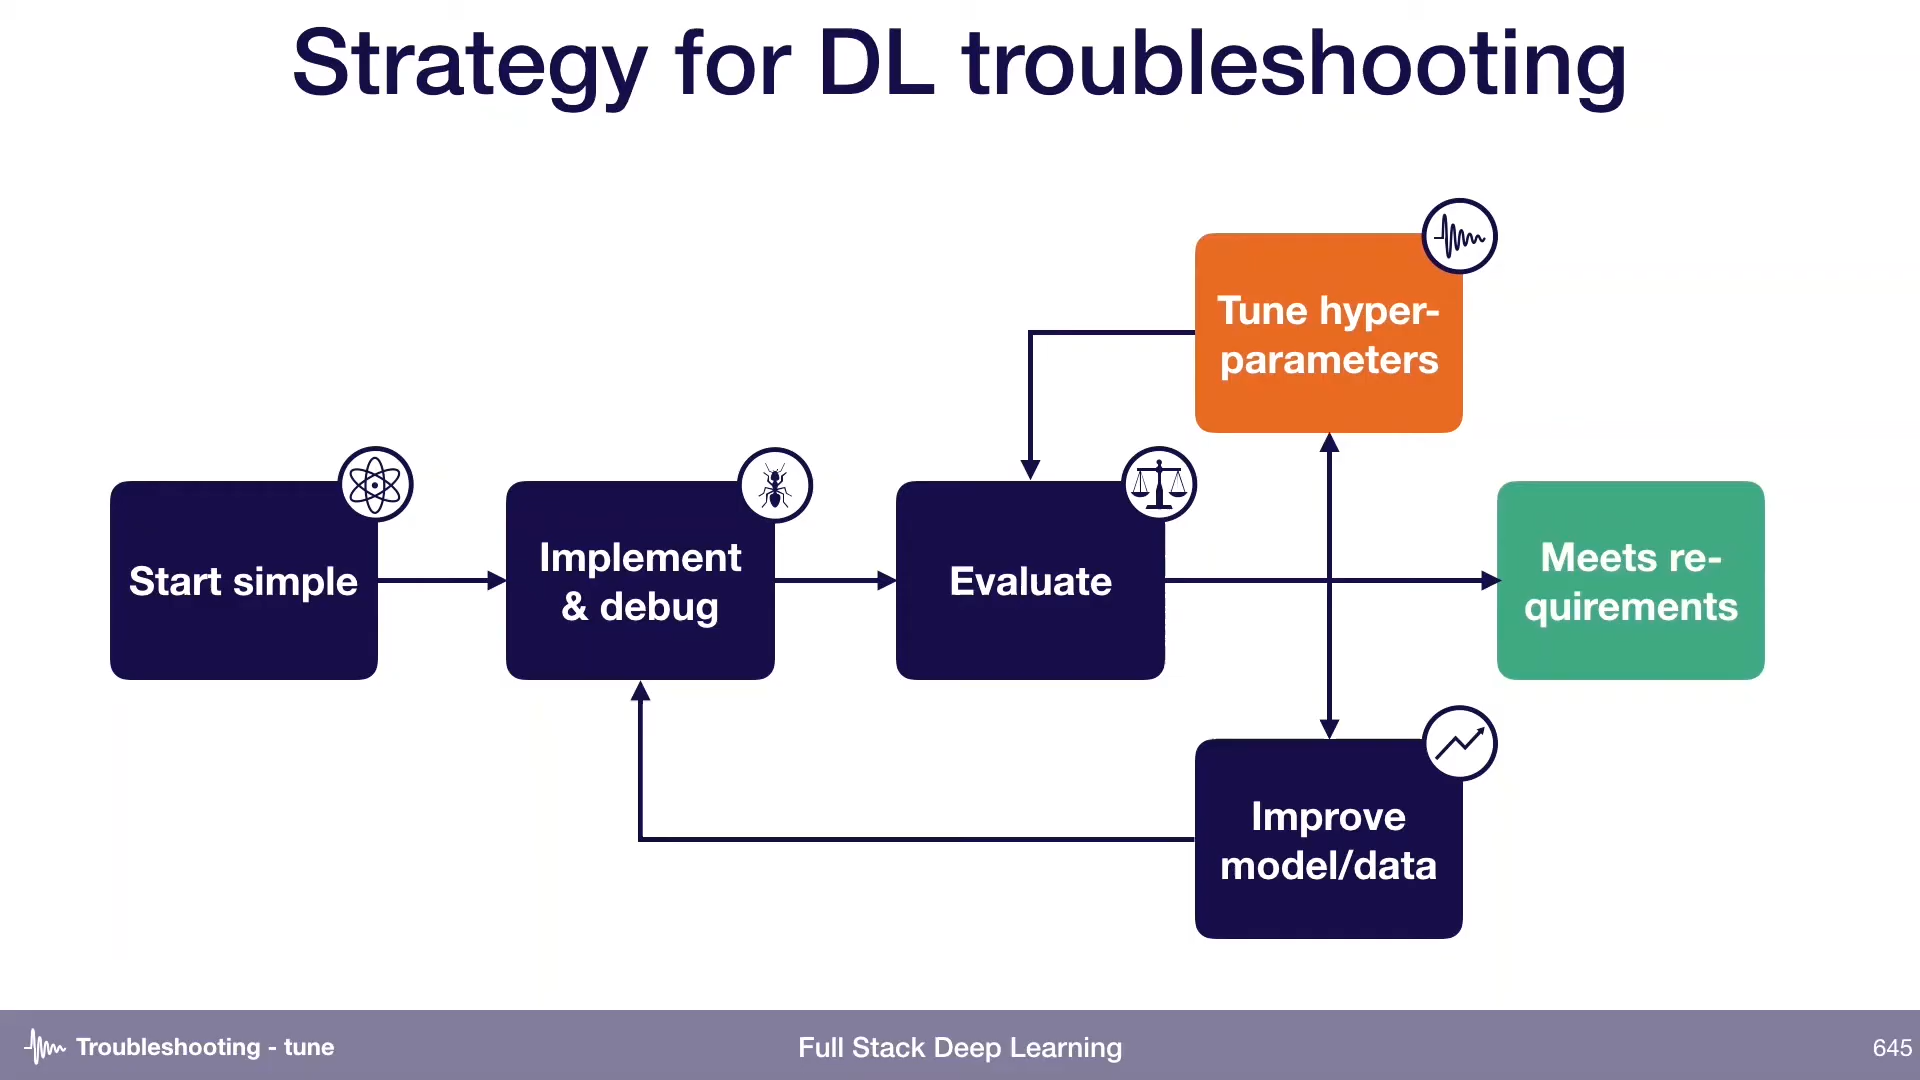 Strategy for DL troubleshooting
Tune hyper-
parameters
Start simple
Implement
& debug
Evaluate
Meets re-
quirements
Improve
model/data
Troubleshooting - tune
Full Stack Deep Learning
645